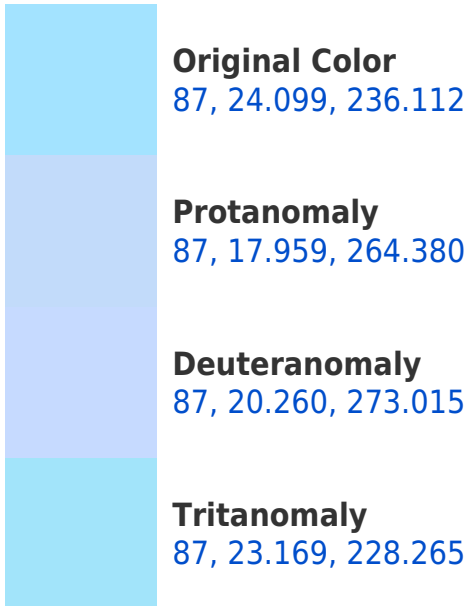 Original Color
87, 24.099, 236.112
Protanomaly
87, 17.959, 264.380
Deuteranomaly
87, 20.260, 273.015
Tritanomaly
87, 23.169, 228.265